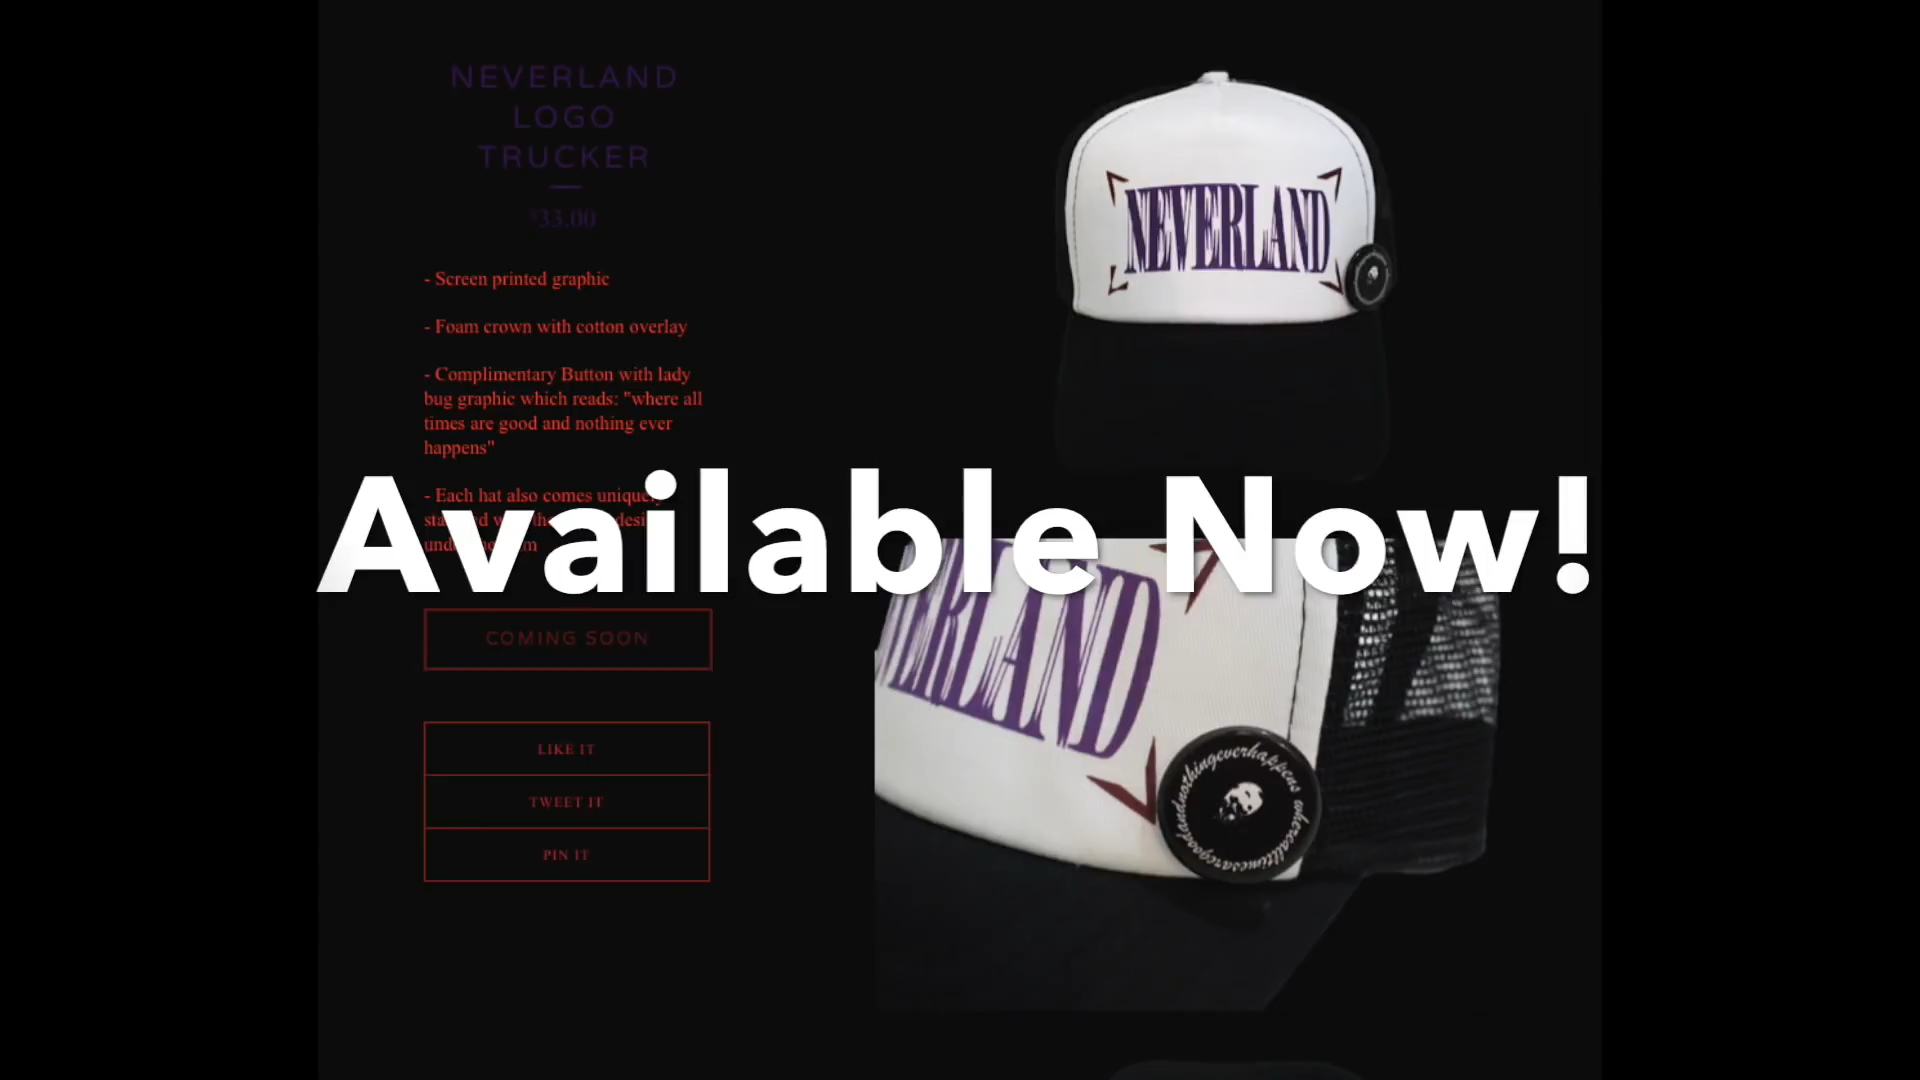 NEVERLAND
LOGO
TRUCKER
$33.00
- Screen printed graphic
- Foam crown with cotton overlay
- Complimentary Button with lady
bug graphic which reads: "where all
times are good and nothing ever
happens"
- Each hat also comes
Available Now!
COMING SOON
LIKE IT
TWEET IT
PIN IT
NEVERLAND
wherealltimesaregoodandnothingeverhappens